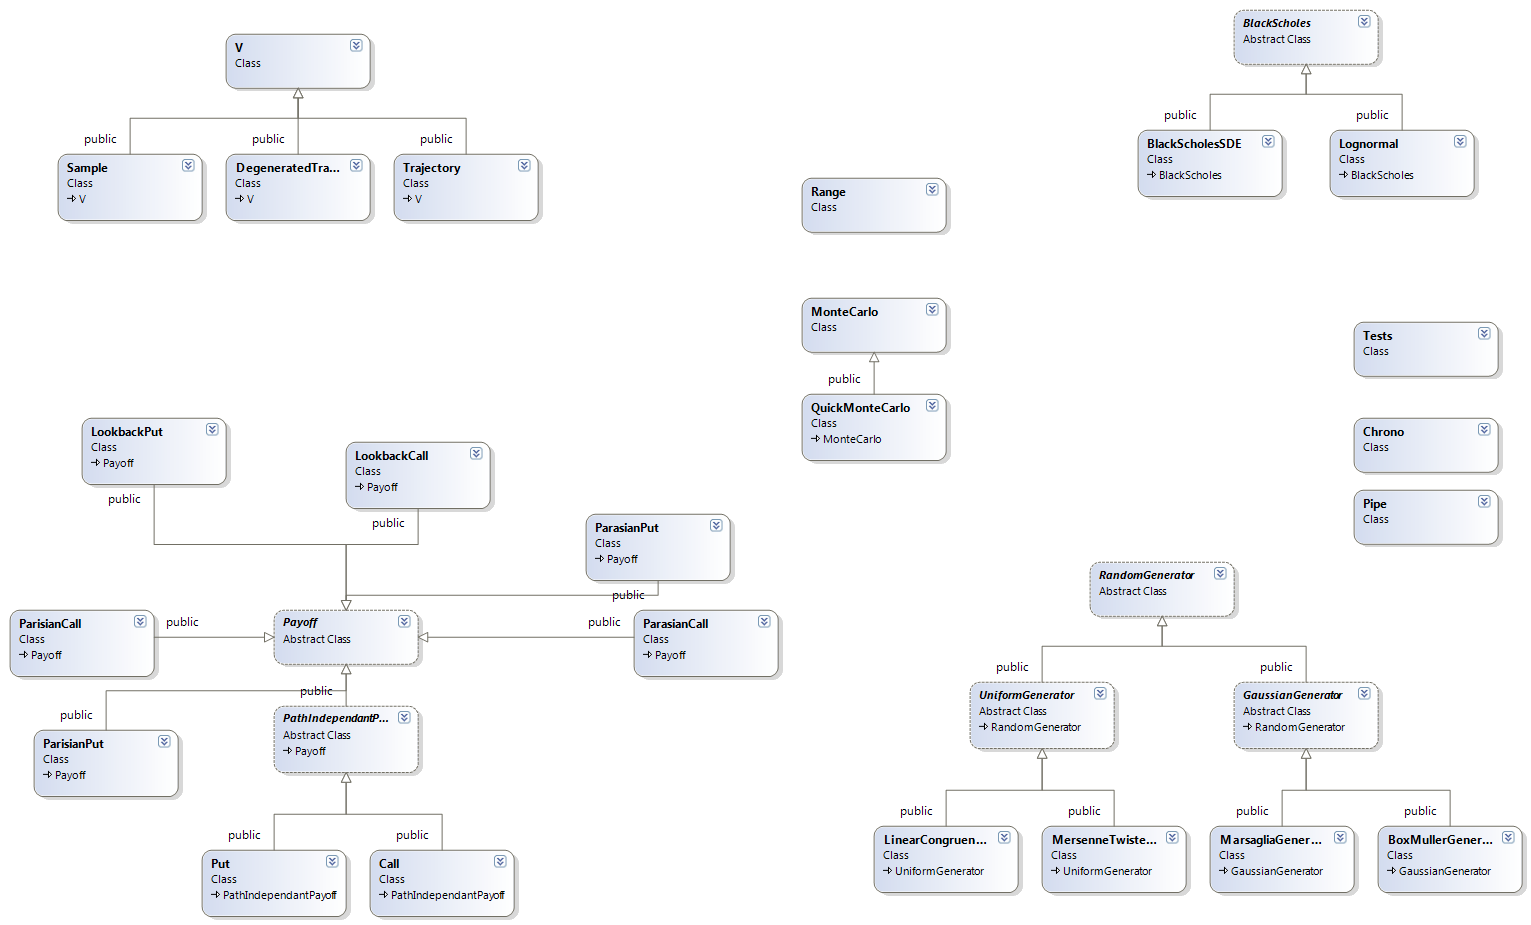 V
Class
public
public
public
Sample
Class
V
DegeneratedTra...
Class
V
Trajectory
Class
V
BlackScholes
Abstract Class
public
public
BlackScholesSDE
Class
BlackScholes
Lognormal
Class
BlackScholes
Range
Class
MonteCarlo
Class
public
QuickMonteCarlo
Class
MonteCarlo
Tests
Class
Chrono
Class
Pipe
Class
LookbackPut
Class
Payoff
public
LookbackCall
Class
Payoff
public
ParasianPut
Class
Payoff
public
ParisianCall
Class
Payoff
public
Payoff
Abstract Class
public
ParasianCall
Class
Payoff
public
public
ParisianPut
Class
Payoff
PathIndependantP...
Abstract Class
Payoff
public
public
Put
Class
PathIndependantPayoff
Call
Class
PathIndependantPayoff
RandomGenerator
Abstract Class
public
public
UniformGenerator
Abstract Class
RandomGenerator
GaussianGenerator
Abstract Class
RandomGenerator
public
public
public
public
LinearCongruen...
Class
UniformGenerator
MersenneTwiste...
Class
UniformGenerator
MarsagliaGener...
Class
GaussianGenerator
BoxMullerGener...
Class
GaussianGenerator